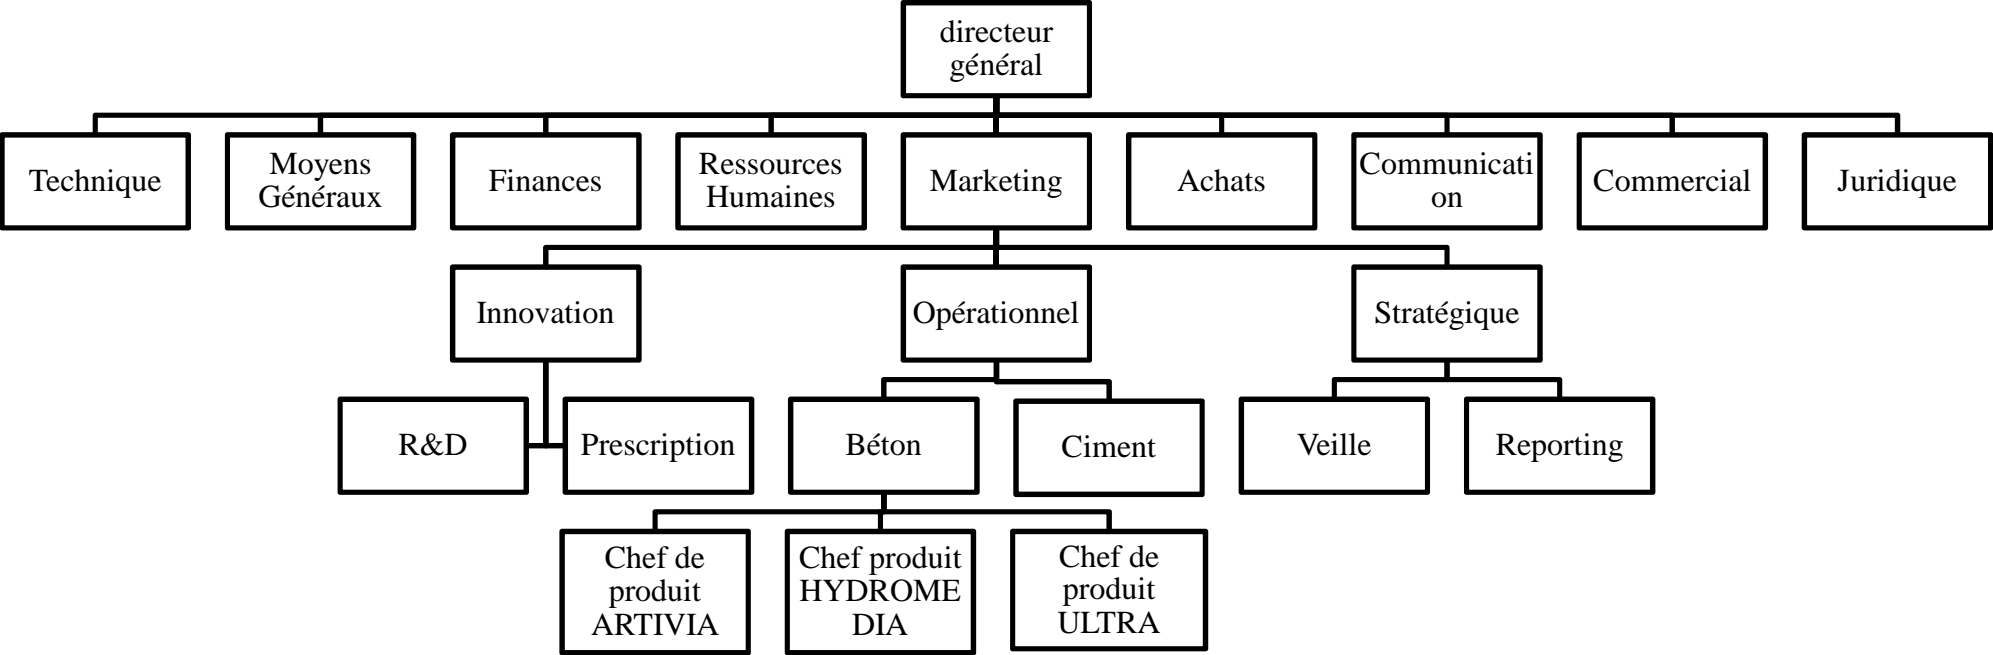 directeur
général
Technique
Moyens
Généraux
Finances
Ressources
Humaines
Marketing
Achats
Communicati
on
Commercial
Juridique
Innovation
Opérationnel
Stratégique
R&D
Prescription
Béton
Ciment
Veille
Reporting
Chef de
produit
ARTIVIA
Chef produit
HYDROME
DIA
Chef de
produit
ULTRA